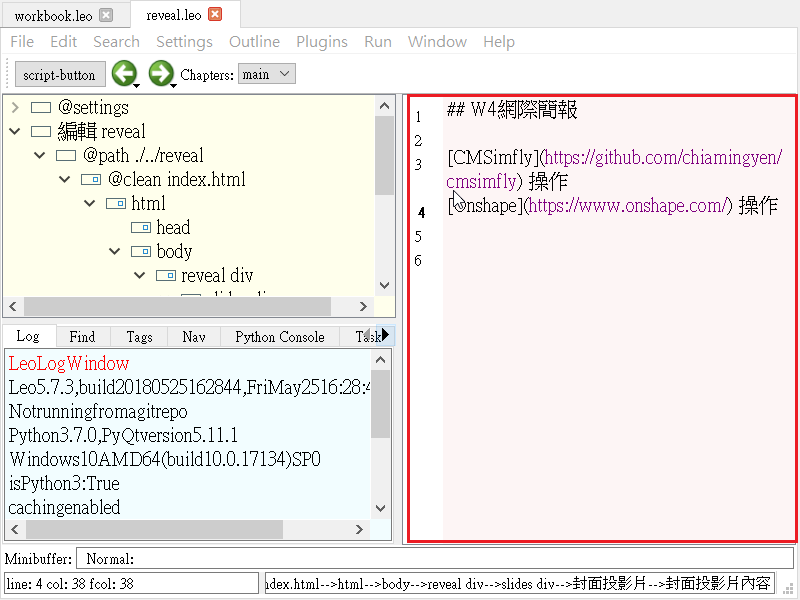 workbook.leo
reveal.leo
File Edit Search Settings Outline Plugins Run Window Help
script-button
Chapters: main
@settings
編輯 reveal
@path ./../reveal
@clean index.html
html
head
body
reveal div
Log Find Tags Nav Python Console
LeoLogWindow
Leo5.7.3,build20180525162844,FriMay2516:28:4
Notrunningfromagitrepo
Python3.7.0,PyQtversion5.11.1
Windows10AMD64(build10.0.17134)SP0
isPython3:True
cachingenabled
1 ## W4網際簡報
2
3 [CMSimfly](https://github.com/chiamingyen/
cmsimfly) 操作
4 [Onshape](https://www.onshape.com/) 操作
5
6
Minibuffer: Normal:
line: 4 col: 38 fcol: 38
ndex.html-->html-->body-->reveal div-->slides div-->封面投影片-->封面投影片內容